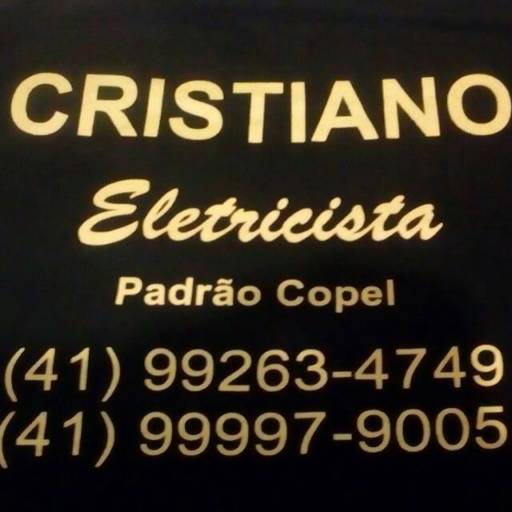 CRISTIANO
Eletricista
Padrão Copel
(41) 99263-4749
(41) 99997-9005